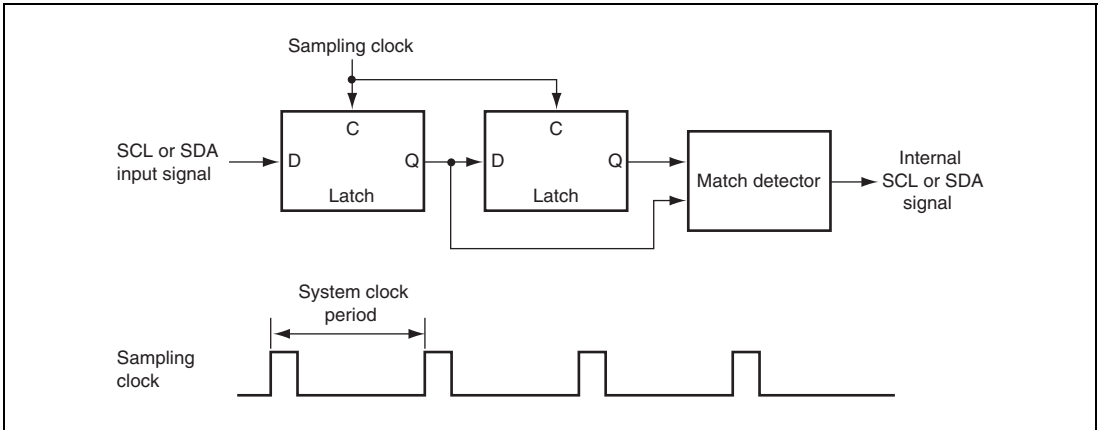 Sampling clock
SCL or SDA
input signal
C
D
Q
Latch
C
D
Q
Latch
Match detector
Internal
SCL or SDA
signal
System clock
period
Sampling
clock